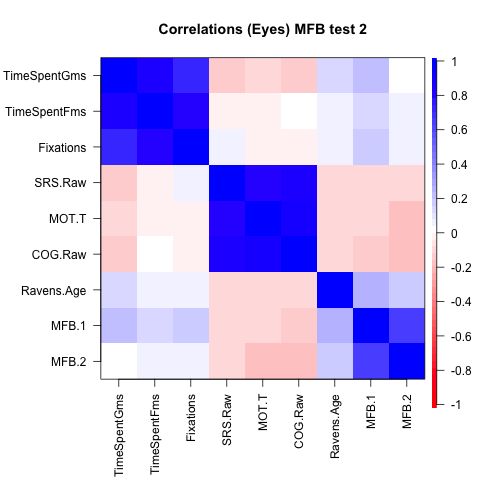 Correlations (Eyes) MFB test 2
TimeSpentGms
TimeSpentFms
Fixations
SRS.Raw
MOT.T
COG.Raw
Ravens.Age
MFB.1
MFB.2
1
0.8
0.6
0.4
0.2
0
-0.2
-0.4
-0.6
-0.8
-1
TimeSpentGms
TimeSpentFms
Fixations
SRS.Raw
MOT.T
COG.Raw
Ravens.Age
MFB.1
MFB.2